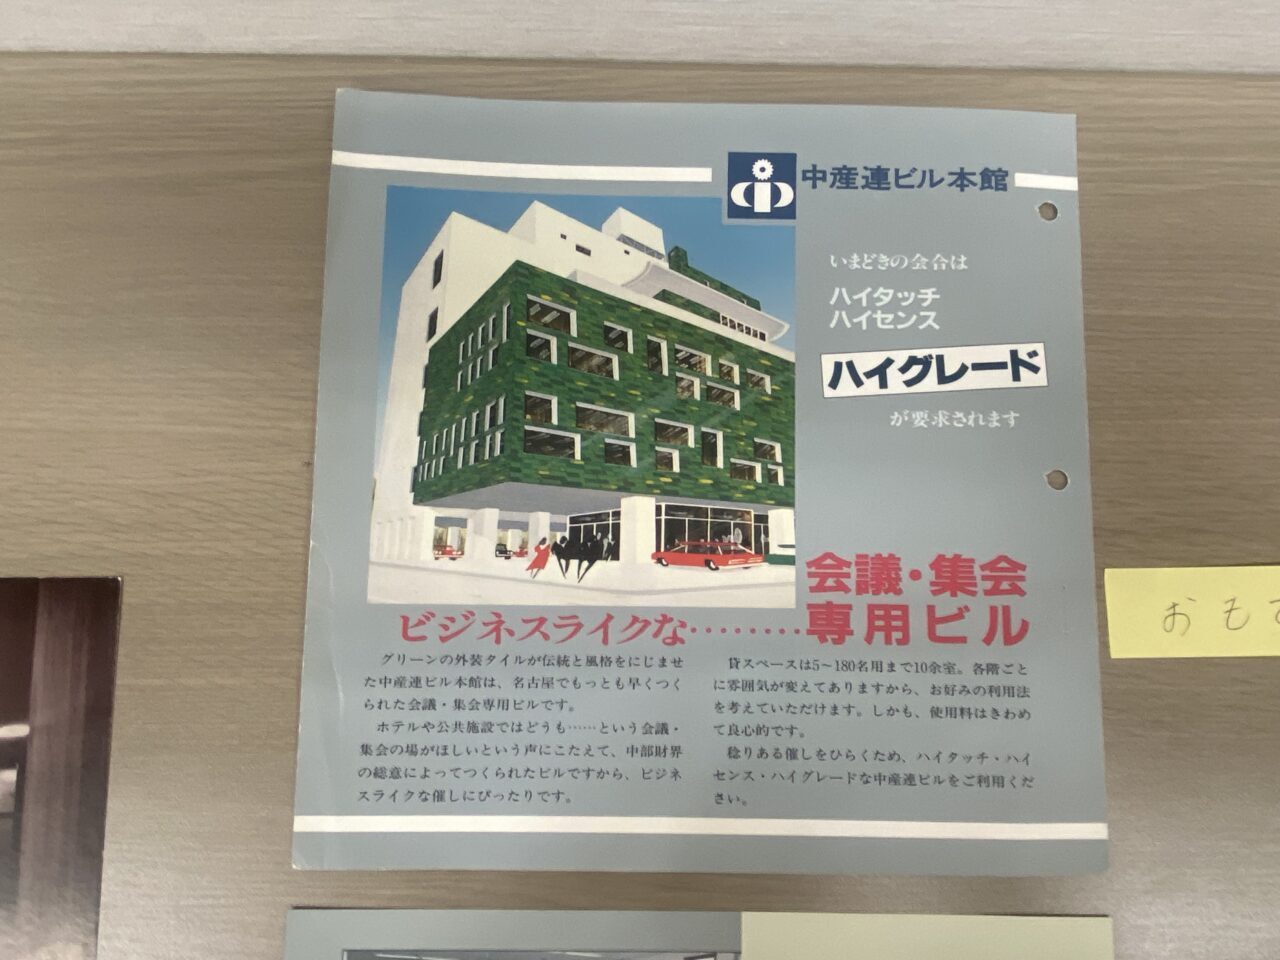 中産連ビル本館
いまどきの会合は
ハイタッチ
ハイセンス
ハイグレード
が要求されます
会議・集会
ビジネスライクな………専用ビル
グリーンの外装タイルが伝統と風格をにじませ
た中産連ビル本館は、名古屋でもっとも早くつく
られた会議・集会専用ビルです。
ホテルや公共施設ではどうも……という会議・
集会の場がほしいという声にこたえて、中部財界
の総意によってつくられたビルですから、ビジネ
スライクな催しにぴったりです。
貸スペースは5〜180名用まで10余室。各階ごと
に雰囲気が変えてありますから、お好みの利用法
を考えていただけます。しかも、使用料はきわめ
て良心的です。
稔りある催しをひらくため、ハイタッチ・ハイ
センス・ハイグレードな中産連ビルをご利用くだ
さい。
おも